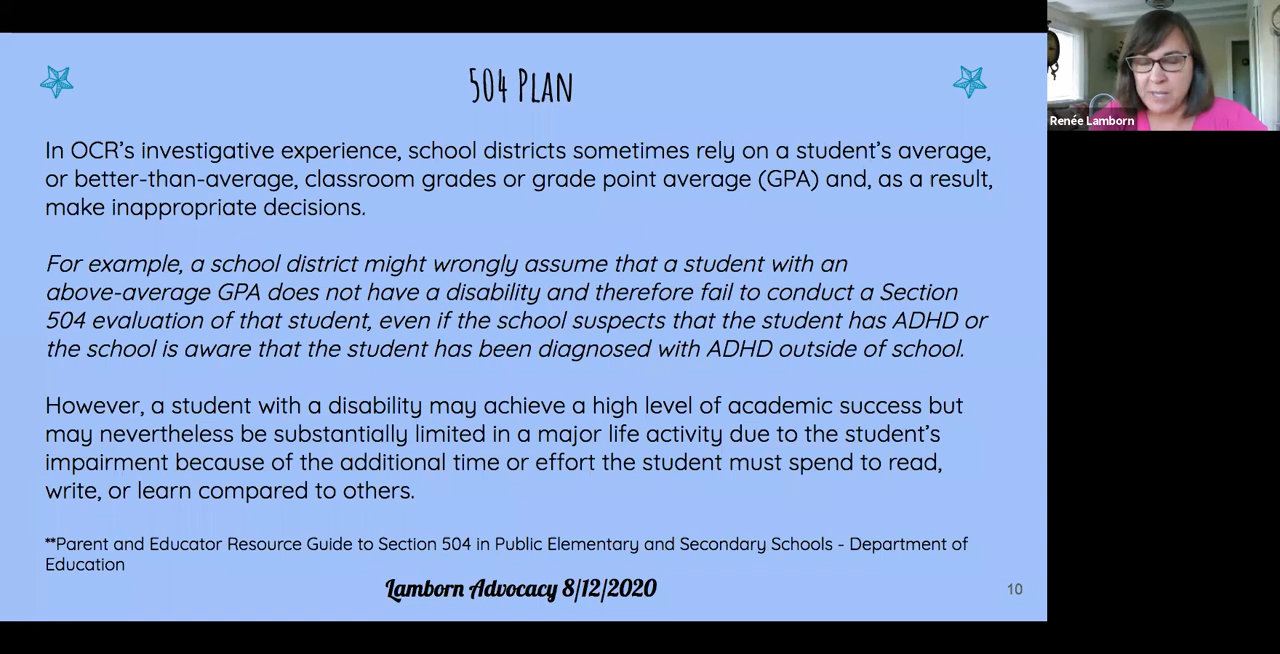 504 Plan
In OCR's investigative experience, school districts sometimes rely on a student's average,
or better-than-average, classroom grades or grade point average (GPA) and, as a result,
make inappropriate decisions.
For example, a school district might wrongly assume that a student with an
above-average GPA does not have a disability and therefore fail to conduct a Section
504 evaluation of that student, even if the school suspects that the student has ADHD or
the school is aware that the student has been diagnosed with ADHD outside of school.
However, a student with a disability may achieve a high level of academic success but
may nevertheless be substantially limited in a major life activity due to the student's
impairment because of the additional time or effort the student must spend to read,
write, or learn compared to others.
**Parent and Educator Resource Guide to Section 504 in Public Elementary and Secondary Schools - Department of
Education
Lamborn Advocacy 8/12/2020
10
Renée Lamborn